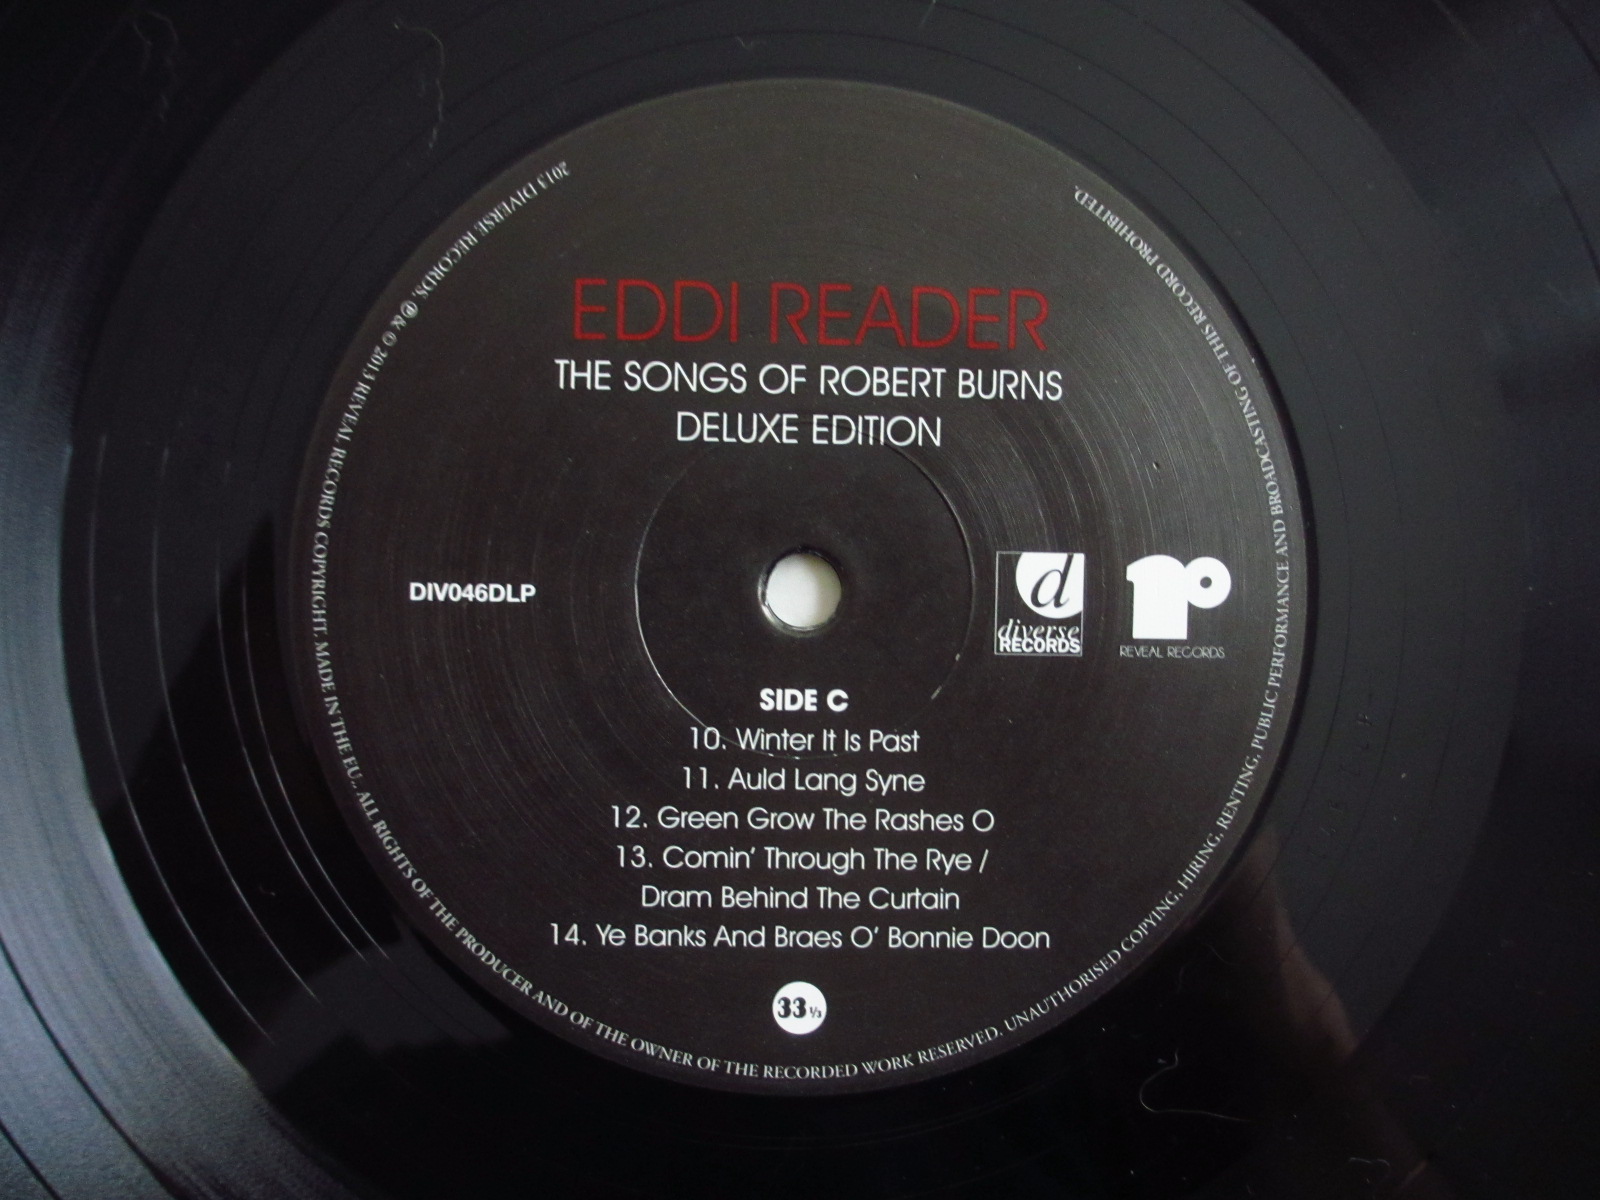 EDDI READER
THE SONGS OF ROBERT BURNS
DELUXE EDITION
DIV046DLP
d
diverse
RECORDS
REVEAL RECORDS
SIDE C
10. Winter It Is Past
11. Auld Lang Syne
12. Green Grow The Rashes O
13. Comin' Through The Rye /
Dram Behind The Curtain
14. Ye Banks And Braes O' Bonnie Doon
33 1/3
2013 DIVERSE RECORDS. ℗ & © 2013 REVEAL RECORDS COPYRIGHT. MADE IN THE EU.. ALL RIGHTS OF THE PRODUCER AND OF THE OWNER OF THE RECORDED WORK RESERVED. UNAUTHORISED COPYING, HIRING, RENTING, PUBLIC PERFORMANCE AND BROADCASTING OF THIS RECORD PROHIBITED.